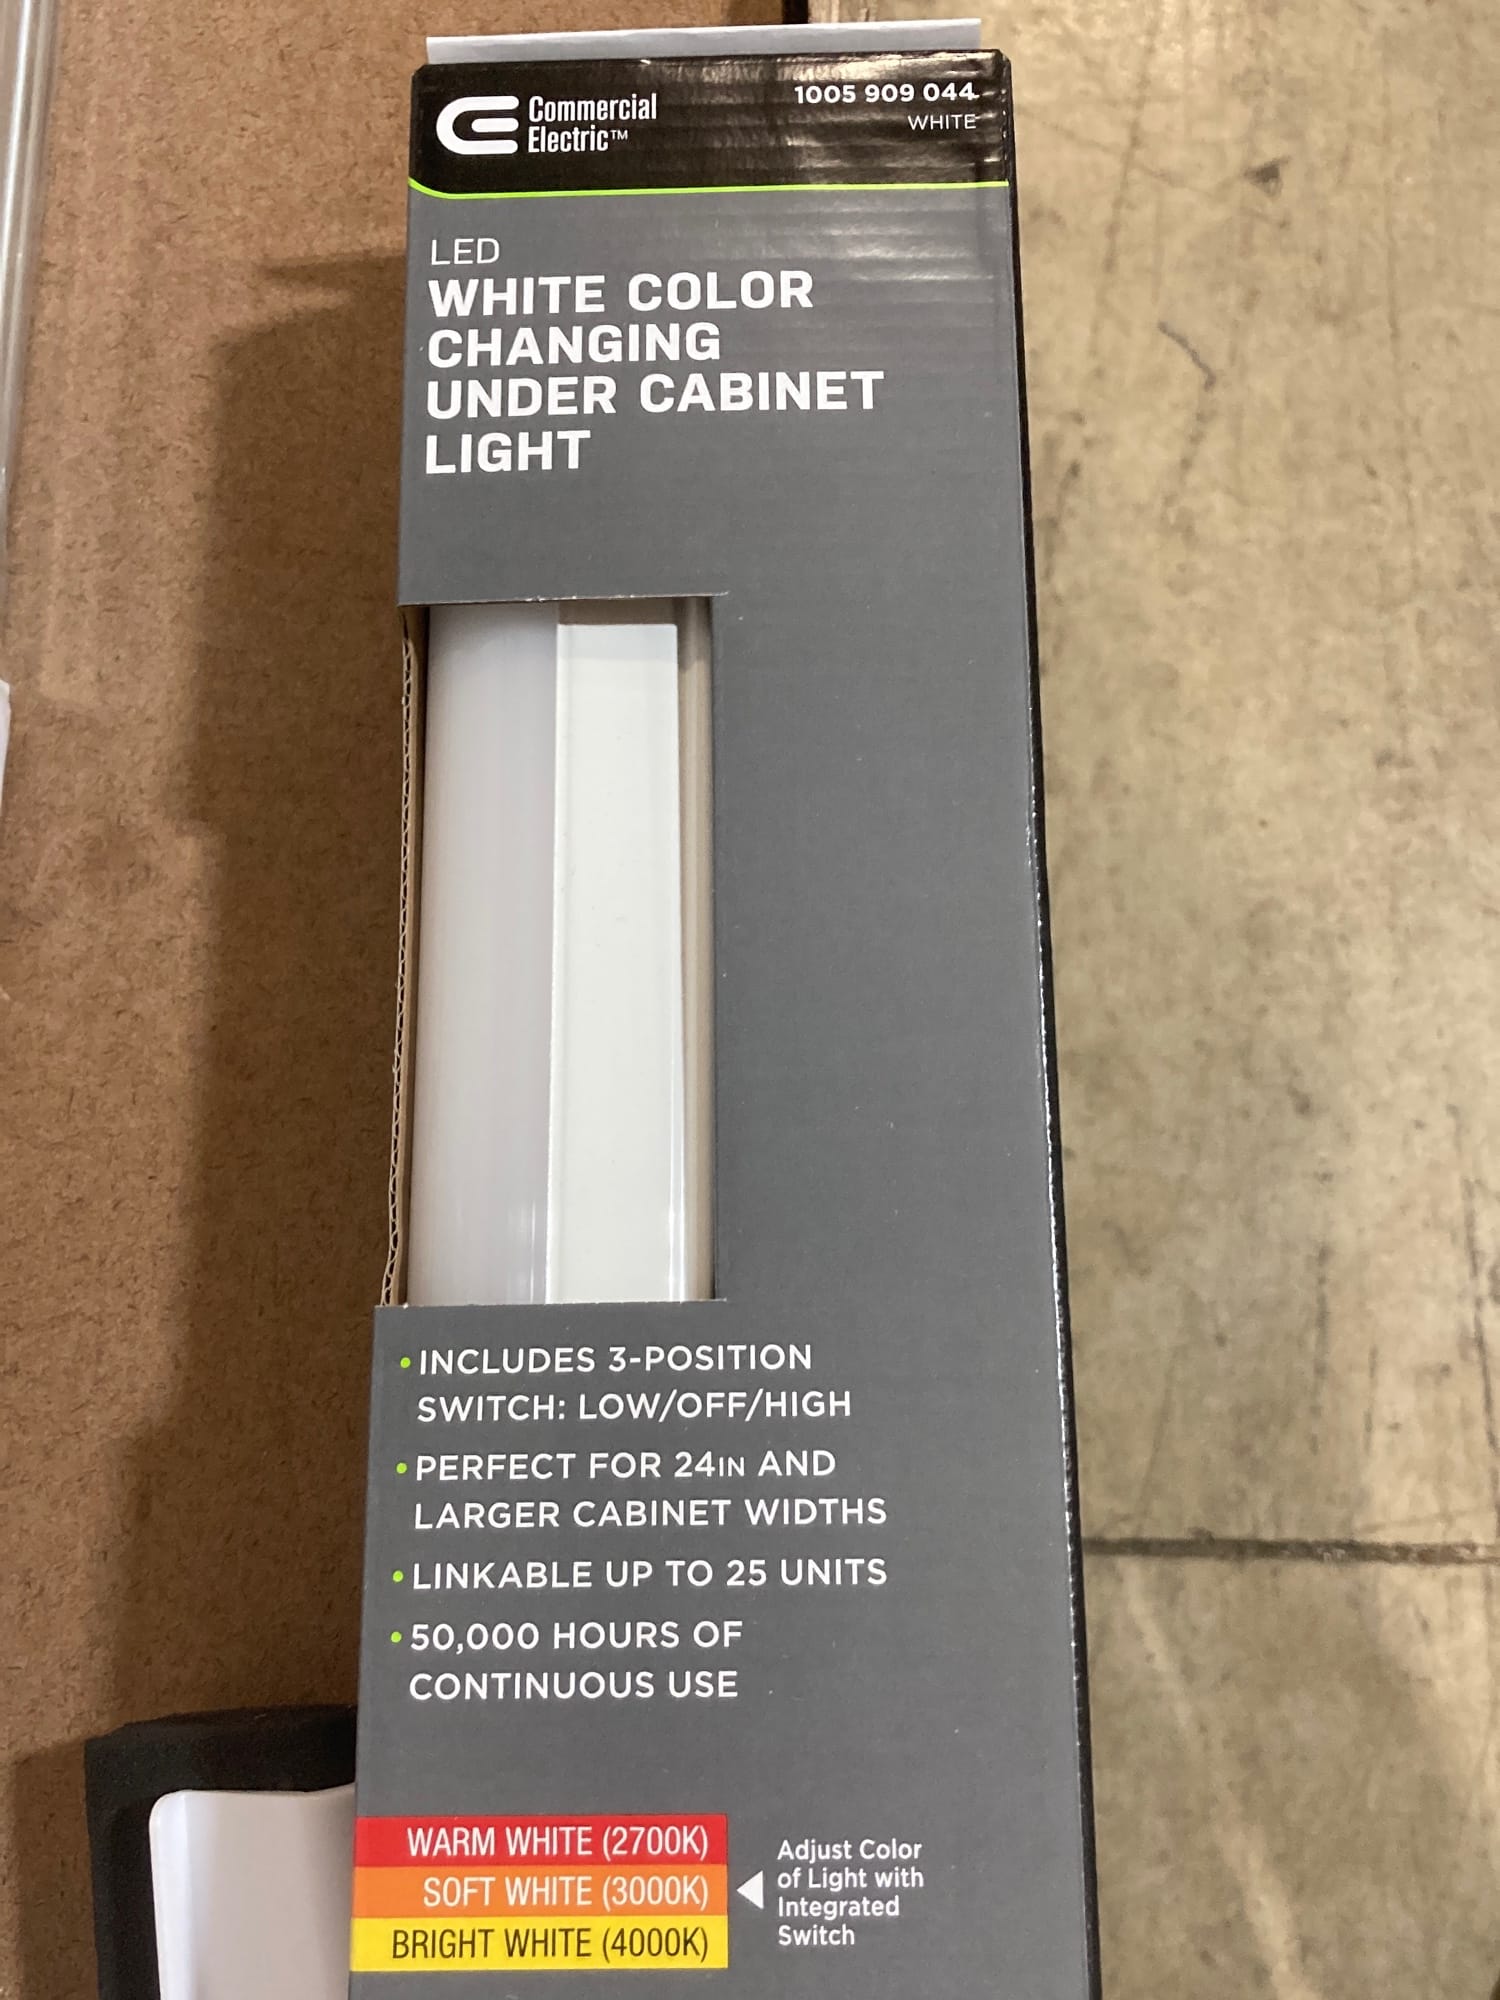 Commercial
Electric™
1005 909 044
WHITE
LED
WHITE COLOR
CHANGING
UNDER CABINET
LIGHT
• INCLUDES 3-POSITION
SWITCH: LOW/OFF/HIGH
• PERFECT FOR 24IN AND
LARGER CABINET WIDTHS
• LINKABLE UP TO 25 UNITS
• 50,000 HOURS OF
CONTINUOUS USE
WARM WHITE (2700K)
SOFT WHITE (3000K)
BRIGHT WHITE (4000K)
Adjust Color
of Light with
Integrated
Switch